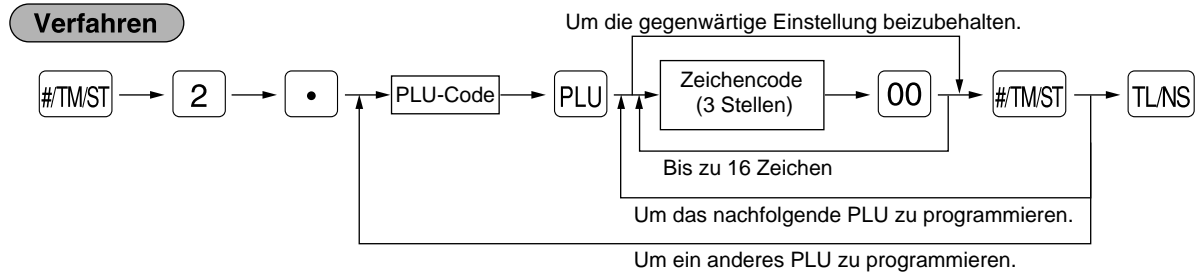 Verfahren
Um die gegenwärtige Einstellung beizubehalten.
#/TM/ST 2 • PLU-Code PLU Zeichencode (3 Stellen) 00 #/TM/ST TL/NS
Bis zu 16 Zeichen
Um das nachfolgende PLU zu programmieren.
Um ein anderes PLU zu programmieren.